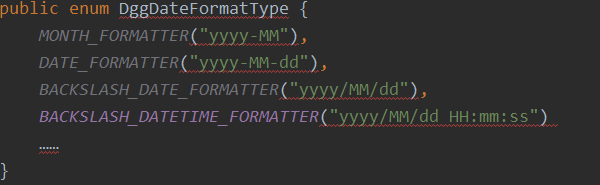 public enum DggDateFormatType {
MONTH_FORMATTER("yyyy-MM"),
DATE_FORMATTER("yyyy-MM-dd"),
BACKSLASH_DATE_FORMATTER("yyyy/MM/dd"),
BACKSLASH_DATETIME_FORMATTER("yyyy/MM/dd HH:mm:ss")
……
}